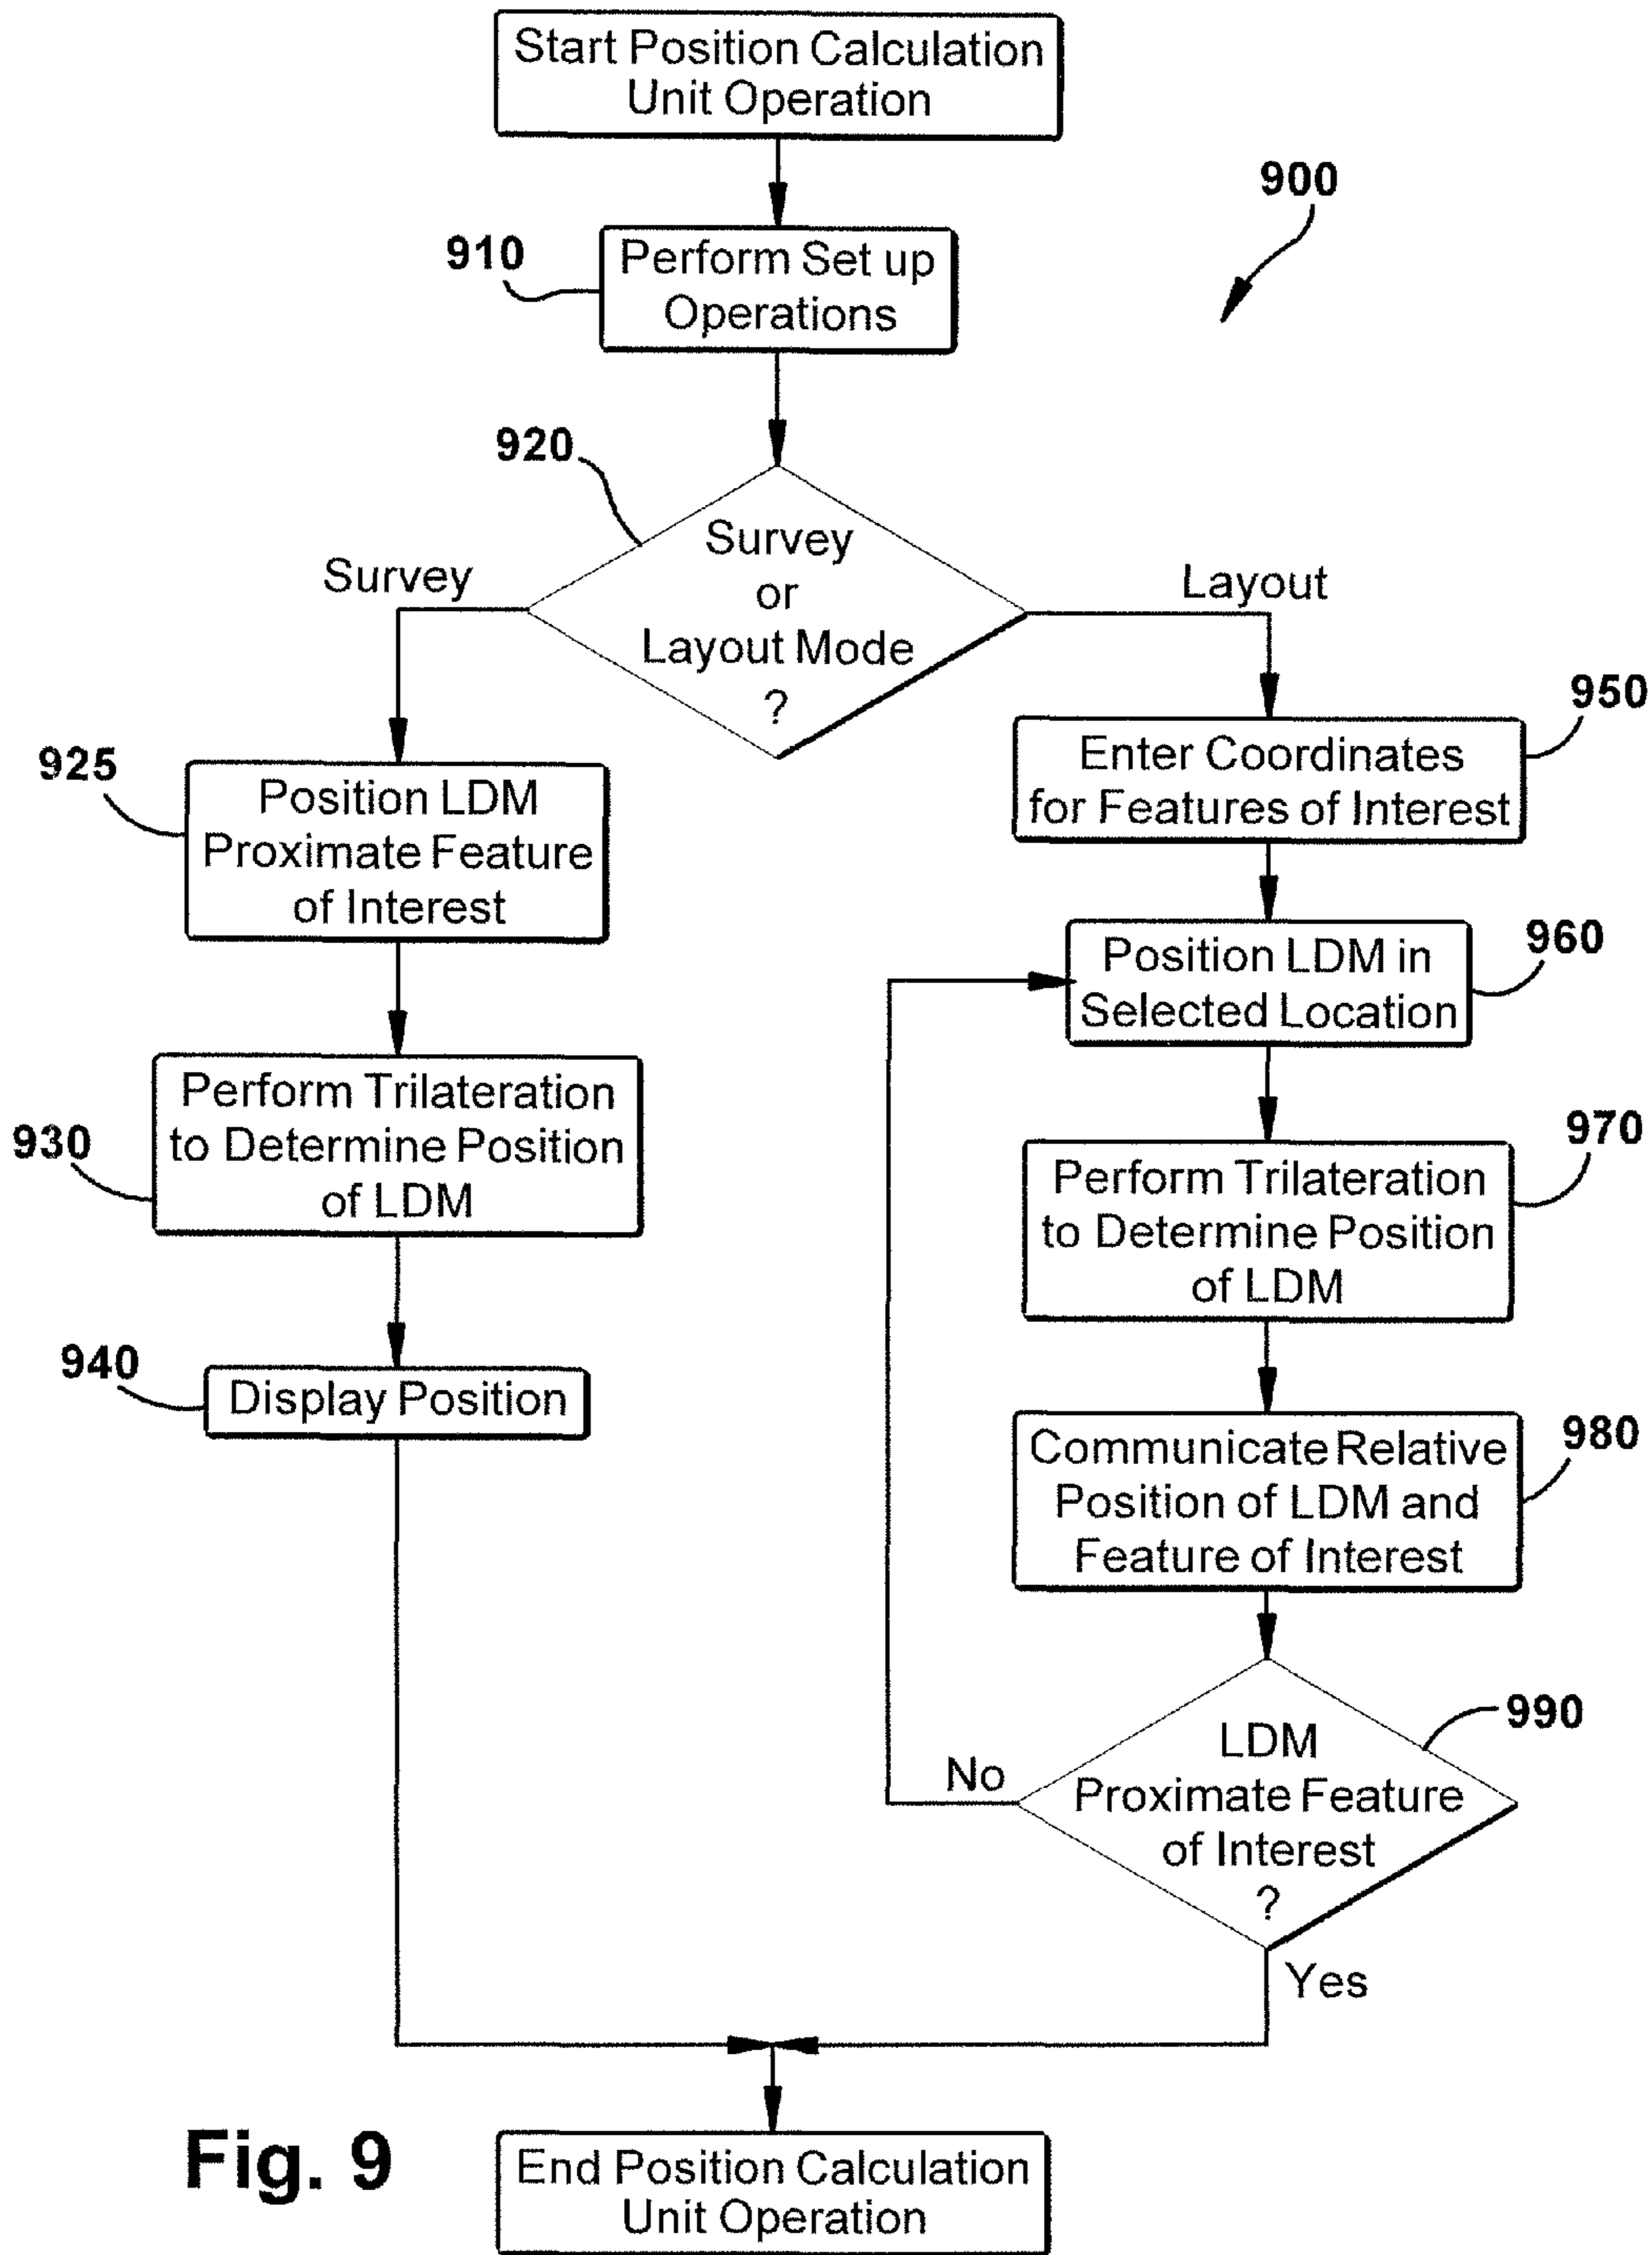 Start Position Calculation
Unit Operation
900
910
Perform Set up
Operations
920
Survey
or
Layout Mode
?
Survey
Layout
925
Position LDM
Proximate Feature
of Interest
930
Perform Trilateration
to Determine Position
of LDM
940
Display Position
950
Enter Coordinates
for Features of Interest
960
Position LDM in
Selected Location
970
Perform Trilateration
to Determine Position
of LDM
980
Communicate Relative
Position of LDM and
Feature of Interest
990
LDM
Proximate Feature
of Interest
?
No
Yes
End Position Calculation
Unit Operation
Fig. 9